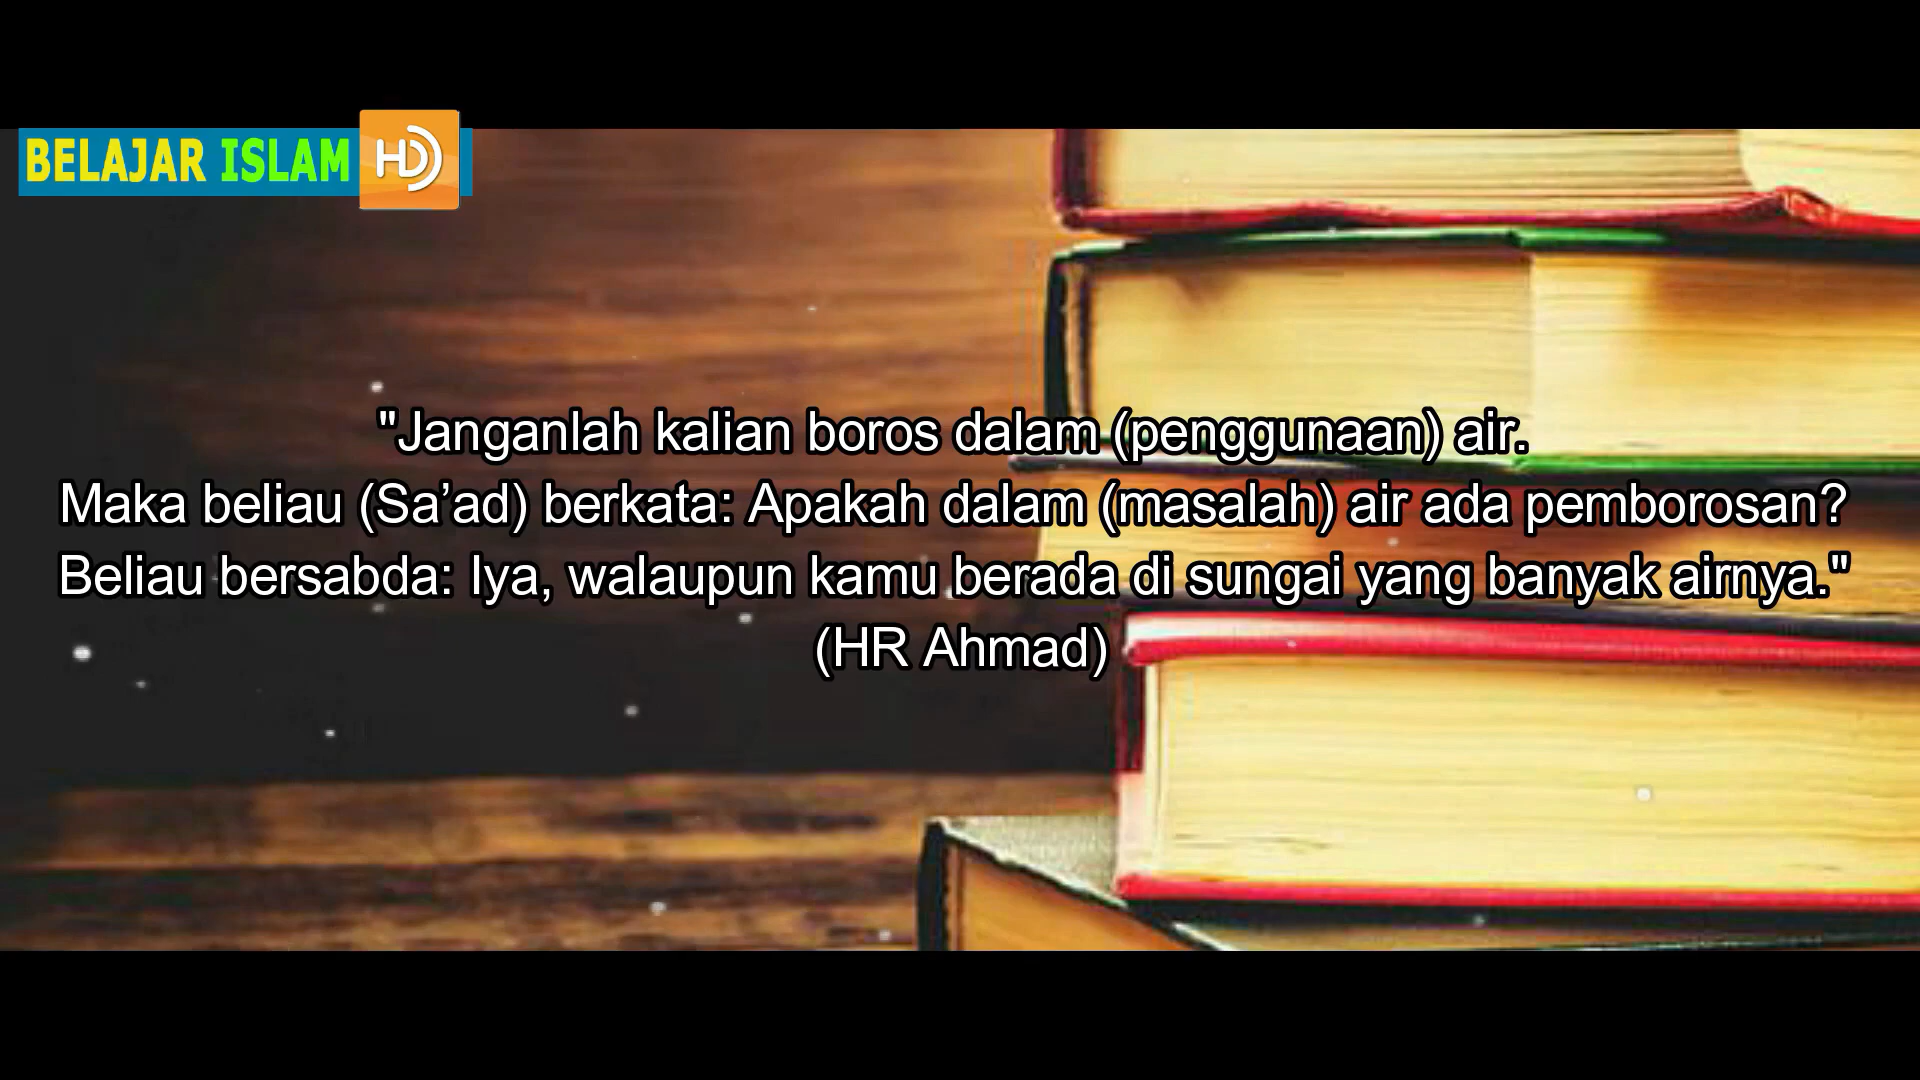 BELAJAR ISLAM HD
"Janganlah kalian boros dalam (penggunaan) air.
Maka beliau (Sa’ad) berkata: Apakah dalam (masalah) air ada pemborosan?
Beliau bersabda: Iya, walaupun kamu berada di sungai yang banyak airnya."
(HR Ahmad)